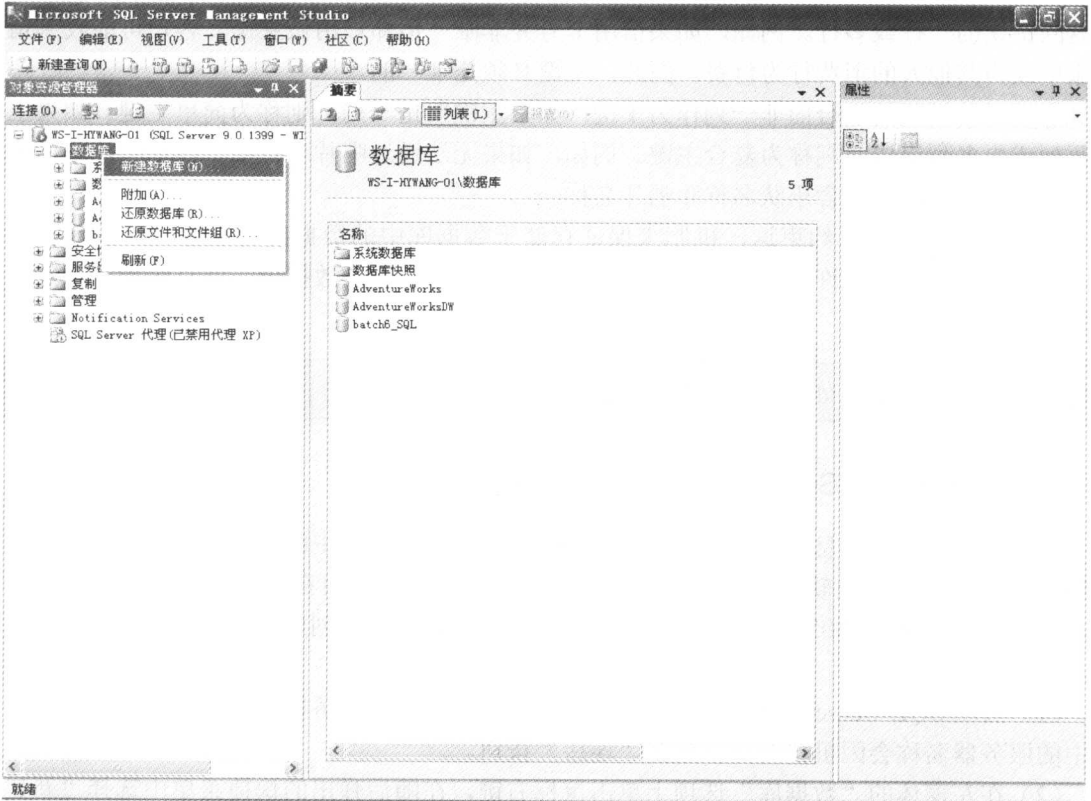 Microsoft SQL Server Management Studio
文件(F) 编辑(E) 视图(V) 工具(T) 窗口(W) 社区(C) 帮助(H)
新建查询(N)
对象资源管理器
连接(O)
WS-I-HYWANG-01 (SQL Server 9.0 1399 - WI
数据库
系
数
A
A
b
安全
服务
复制
管理
Notification Services
SQL Server 代理(已禁用代理 XP)
新建数据库(N)
附加(A)...
还原数据库(R)...
还原文件和文件组(R)...
刷新(F)
摘要
列表(L)
报表(O)
数据库
WS-I-HYWANG-01\数据库
5 项
名称
系统数据库
数据库快照
AdventureWorks
AdventureWorksDW
batch6_SQL
属性
就绪